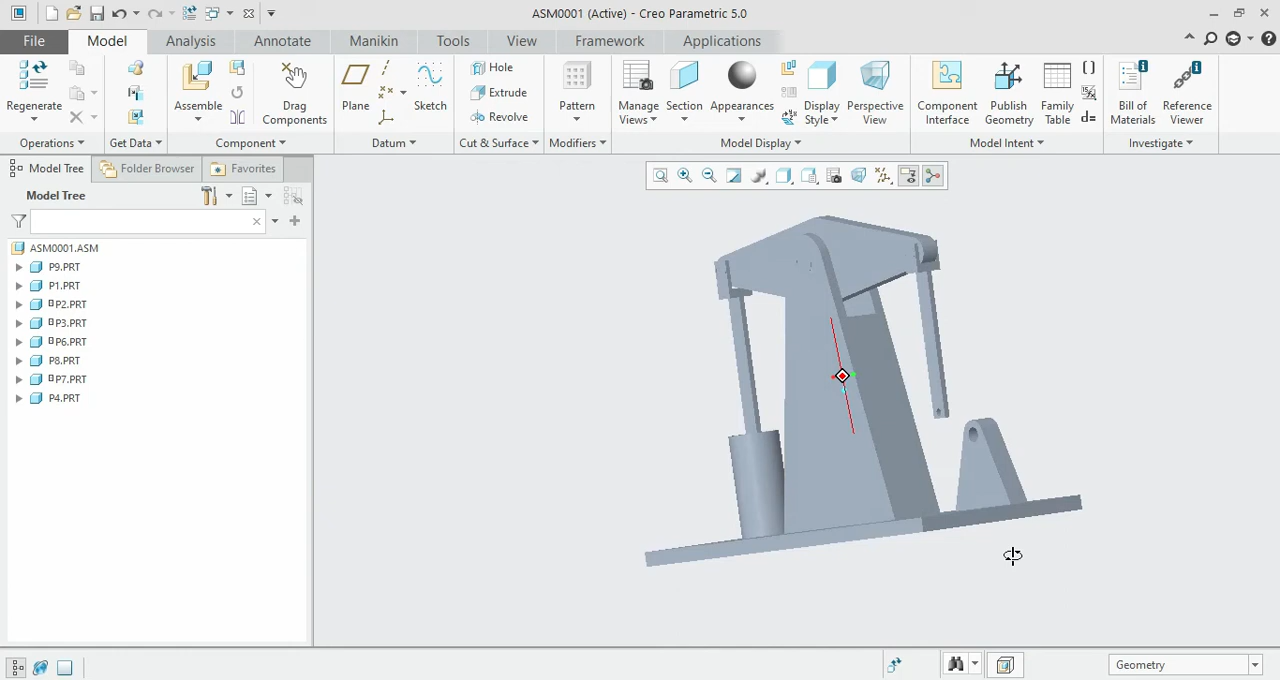 ASM0001 (Active) - Creo Parametric 5.0
File Model Analysis Annotate Manikin Tools View Framework Applications
Regenerate
Assemble
Drag Components
Plane
Sketch
Hole
Extrude
Revolve
Pattern
Manage Views
Section
Appearances
Display Style
Perspective View
Component Interface
Publish Geometry
Family Table
d=
Bill of Materials
Reference Viewer
Operations Get Data Component Datum Cut & Surface Modifiers Model Display Model Intent Investigate
Model Tree Folder Browser Favorites
Model Tree
ASM0001.ASM
P9.PRT
P1.PRT
P2.PRT
P3.PRT
P6.PRT
P8.PRT
P7.PRT
P4.PRT
Geometry